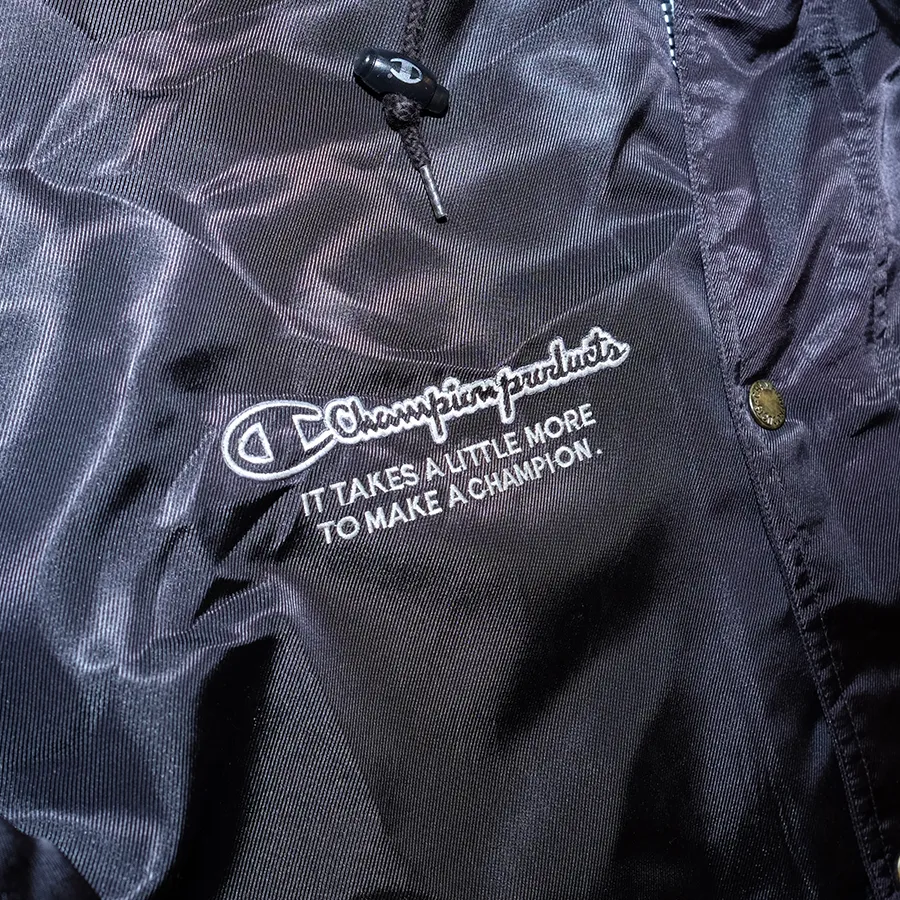 Champion products
IT TAKES A LITTLE MORE
TO MAKE A CHAMPION.